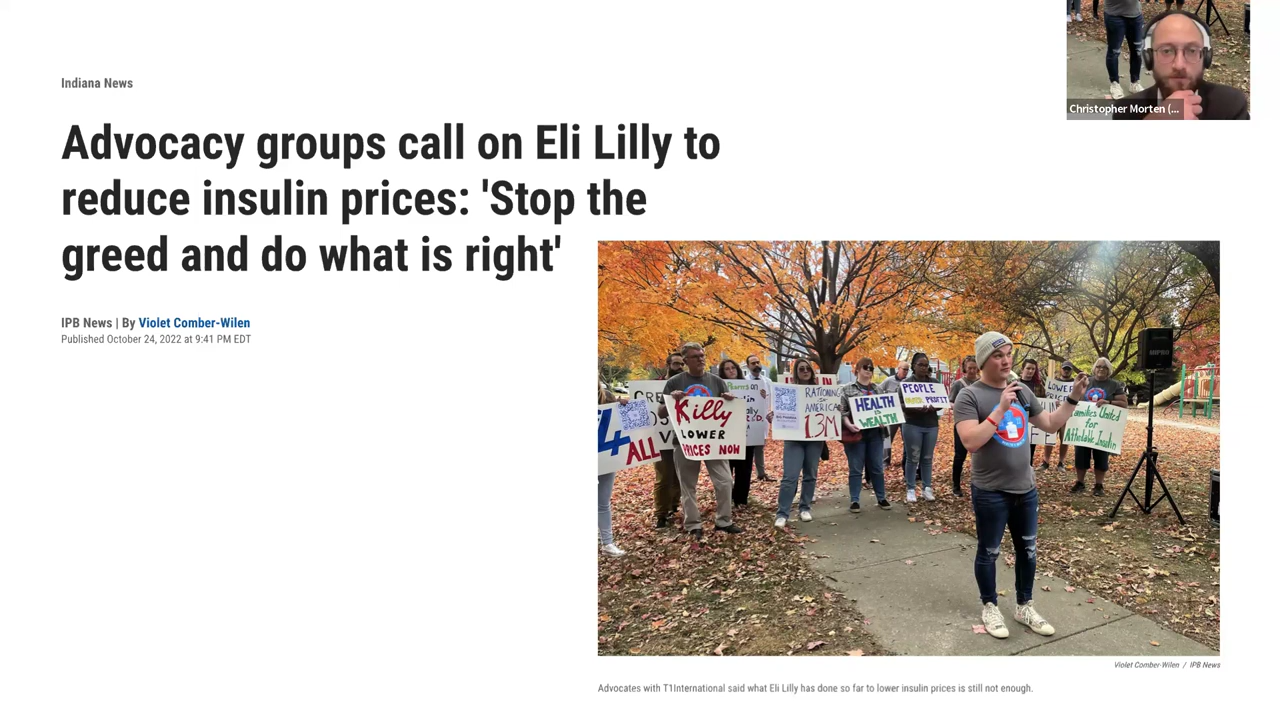 Christopher Morten (...
Indiana News
Advocacy groups call on Eli Lilly to
reduce insulin prices: 'Stop the
greed and do what is right'
IPB News | By Violet Comber-Wilen
Published October 24, 2022 at 9:41 PM EDT
4
ALL
Killy
LOWER
PRICES NOW
RATIONING
AMERICA
1.3M
HEALTH
IS
WEALTH
PEOPLE
PROFIT
LOWER
Families United
for
Affordable Insulin
Violet Comber-Wilen / IPB News
Advocates with T1International said what Eli Lilly has done so far to lower insulin prices is still not enough.